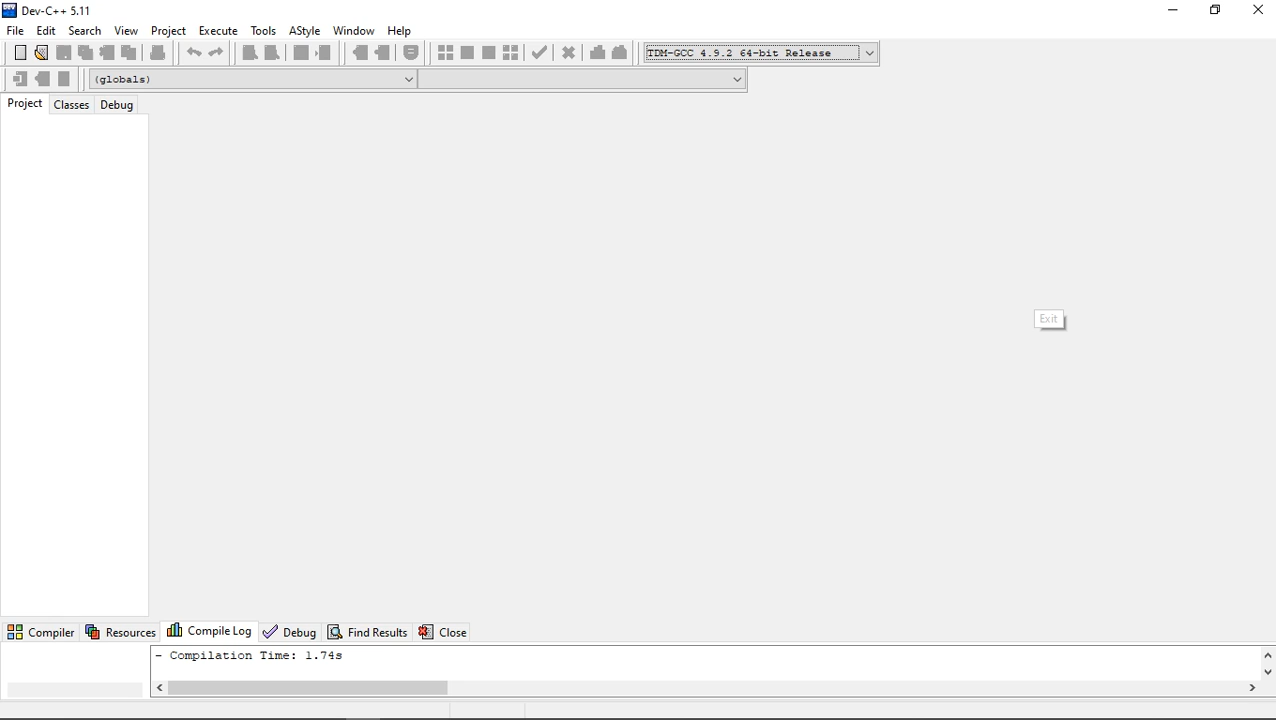 Dev-C++ 5.11
File Edit Search View Project Execute Tools AStyle Window Help
TDM-GCC 4.9.2 64-bit Release
(globals)
Project Classes Debug
Exit
Compiler Resources Compile Log Debug Find Results Close
- Compilation Time: 1.74s